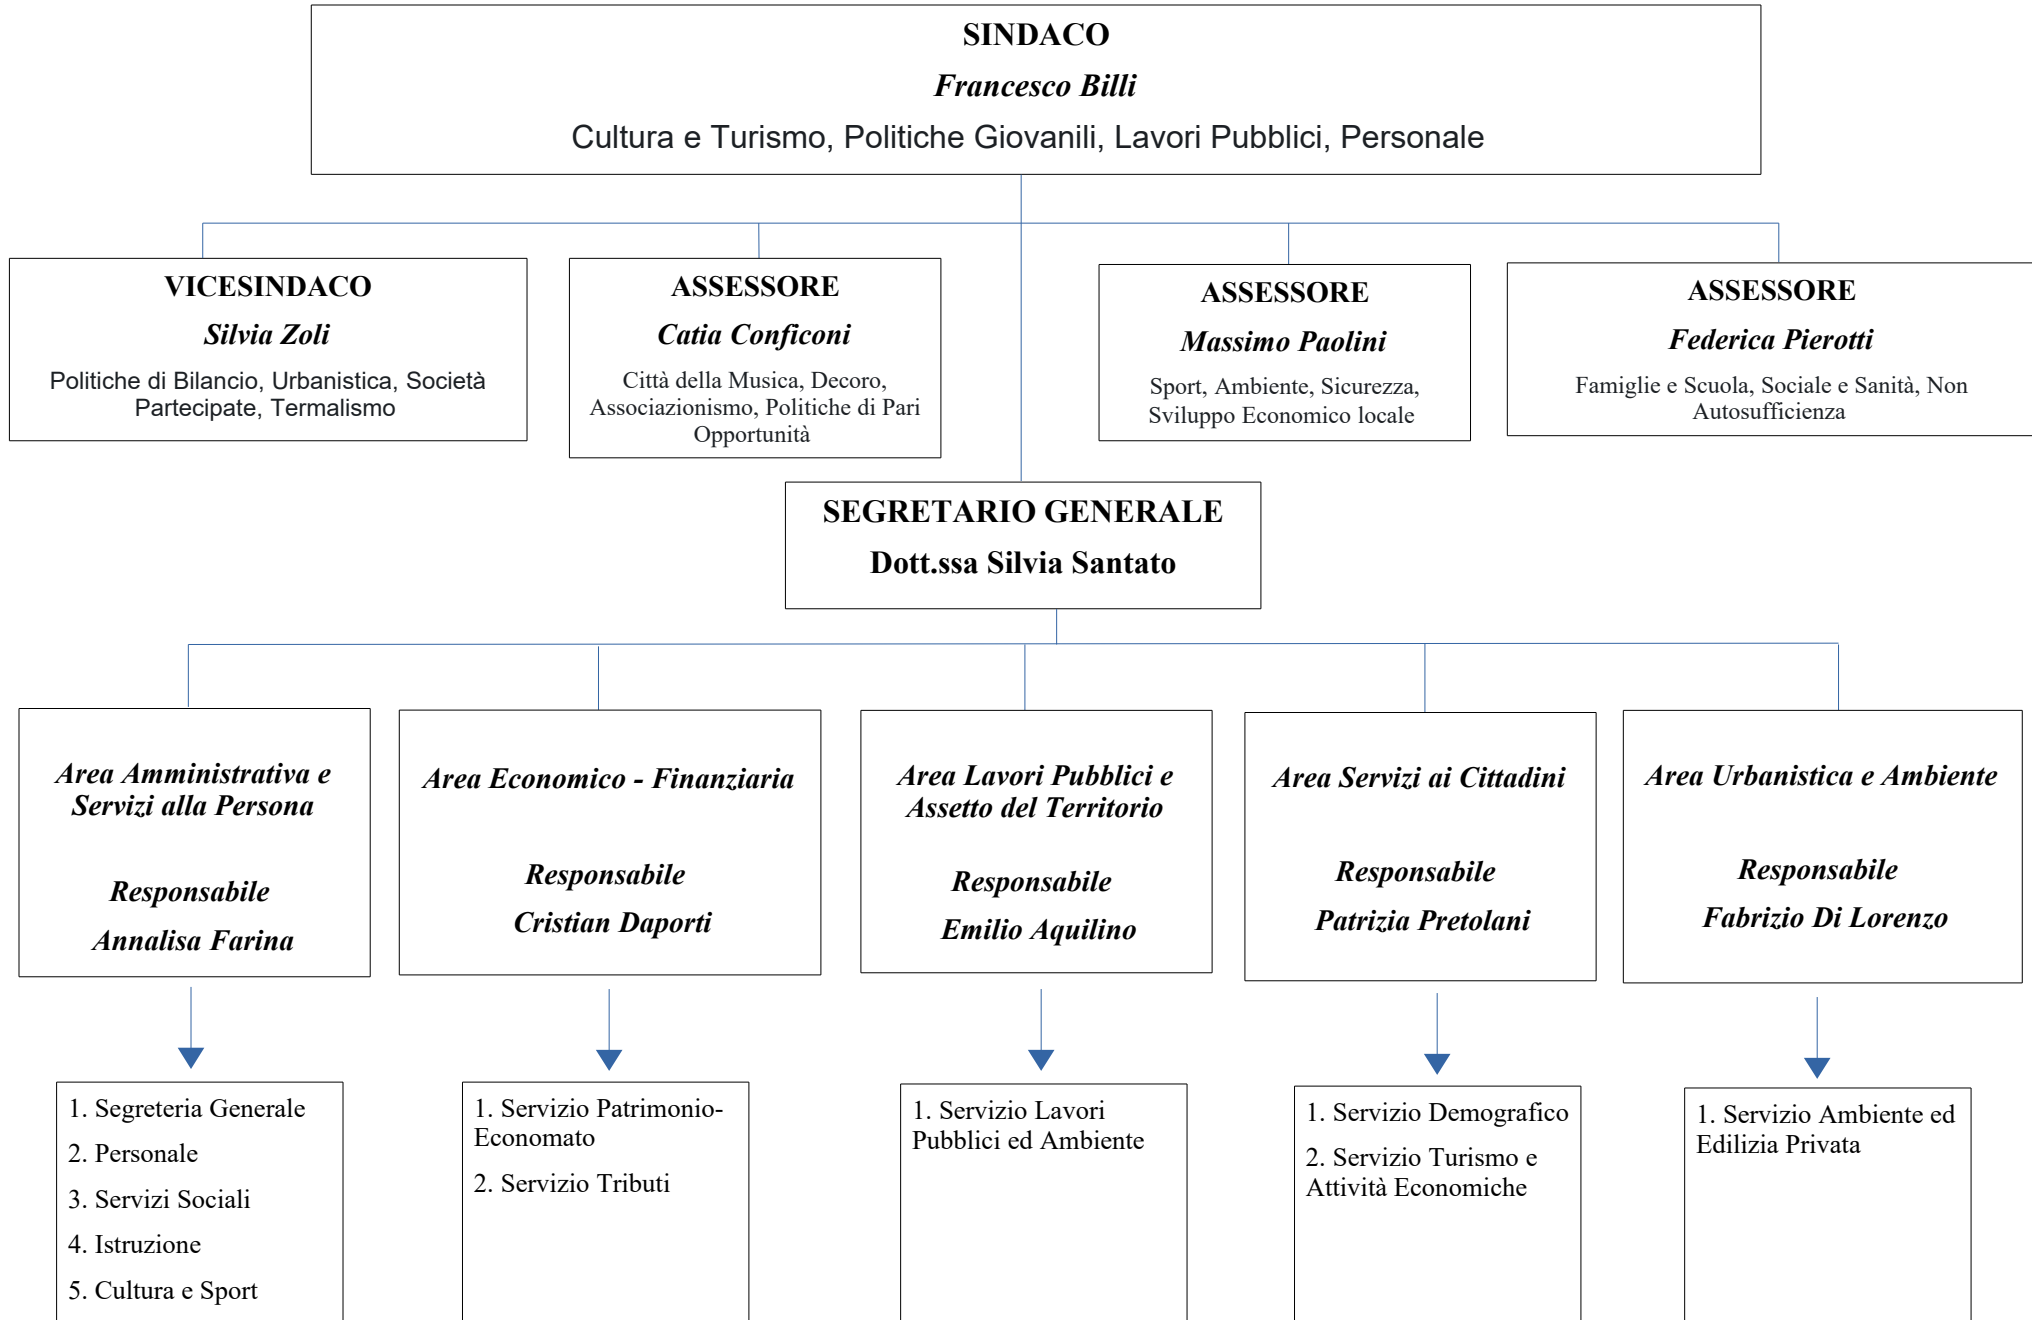 SINDACO
Francesco Billi
Cultura e Turismo, Politiche Giovanili, Lavori Pubblici, Personale
VICESINDACO
Silvia Zoli
Politiche di Bilancio, Urbanistica, Società
Partecipate, Termalismo
ASSESSORE
Catia Conficoni
Città della Musica, Decoro,
Associazionismo, Politiche di Pari
Opportunità
ASSESSORE
Massimo Paolini
Sport, Ambiente, Sicurezza,
Sviluppo Economico locale
ASSESSORE
Federica Pierotti
Famiglie e Scuola, Sociale e Sanità, Non
Autosufficienza
SEGRETARIO GENERALE
Dott.ssa Silvia Santato
Area Amministrativa e
Servizi alla Persona
Responsabile
Annalisa Farina
Area Economico - Finanziaria
Responsabile
Cristian Daporti
Area Lavori Pubblici e
Assetto del Territorio
Responsabile
Emilio Aquilino
Area Servizi ai Cittadini
Responsabile
Patrizia Pretolani
Area Urbanistica e Ambiente
Responsabile
Fabrizio Di Lorenzo
1. Segreteria Generale
2. Personale
3. Servizi Sociali
4. Istruzione
5. Cultura e Sport
1. Servizio Patrimonio-
Economato
2. Servizio Tributi
1. Servizio Lavori
Pubblici ed Ambiente
1. Servizio Demografico
2. Servizio Turismo e
Attività Economiche
1. Servizio Ambiente ed
Edilizia Privata